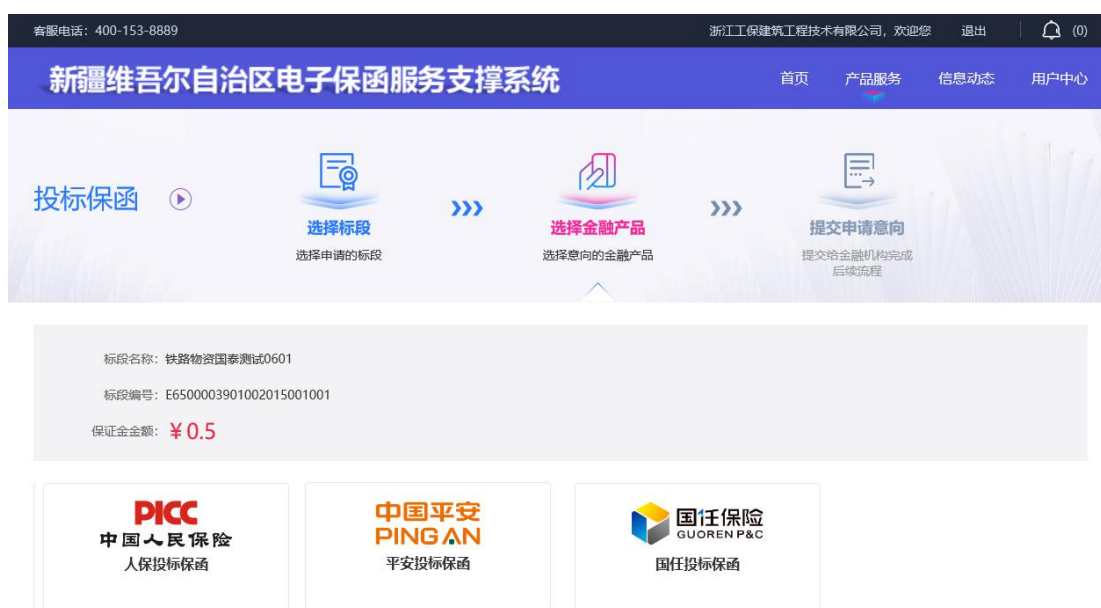 客服电话：400-153-8889
浙江工保建筑工程技术有限公司，欢迎您 退出 (0)
新疆维吾尔自治区电子保函服务支撑系统
首页 产品服务 信息动态 用户中心
投标保函
选择标段
选择申请的标段
选择金融产品
选择意向的金融产品
提交申请意向
提交给金融机构完成
后续流程
标段名称：铁路物资国泰测试0601
标段编号：E6500003901002015001001
保证金金额：￥0.5
PICC
中国人民保险
人保投标保函
中国平安
PING AN
平安投标保函
国任保险
GUOREN P&C
国任投标保函